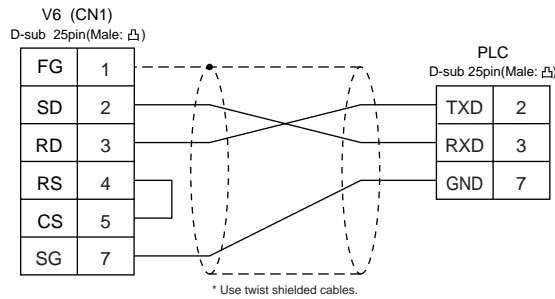 V6 (CN1)
D-sub 25pin(Male: 凸)
FG 1
SD 2
RD 3
RS 4
CS 5
SG 7
PLC
D-sub 25pin(Male: 凸)
TXD 2
RXD 3
GND 7
* Use twist shielded cables.